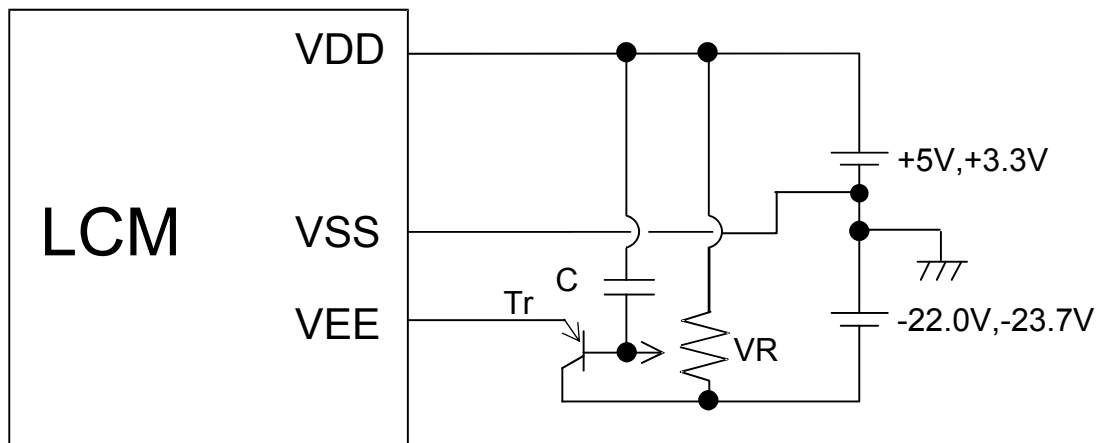 VDD
+5V,+3.3V
LCM
VSS
C
Tr
VEE
-22.0V,-23.7V
VR